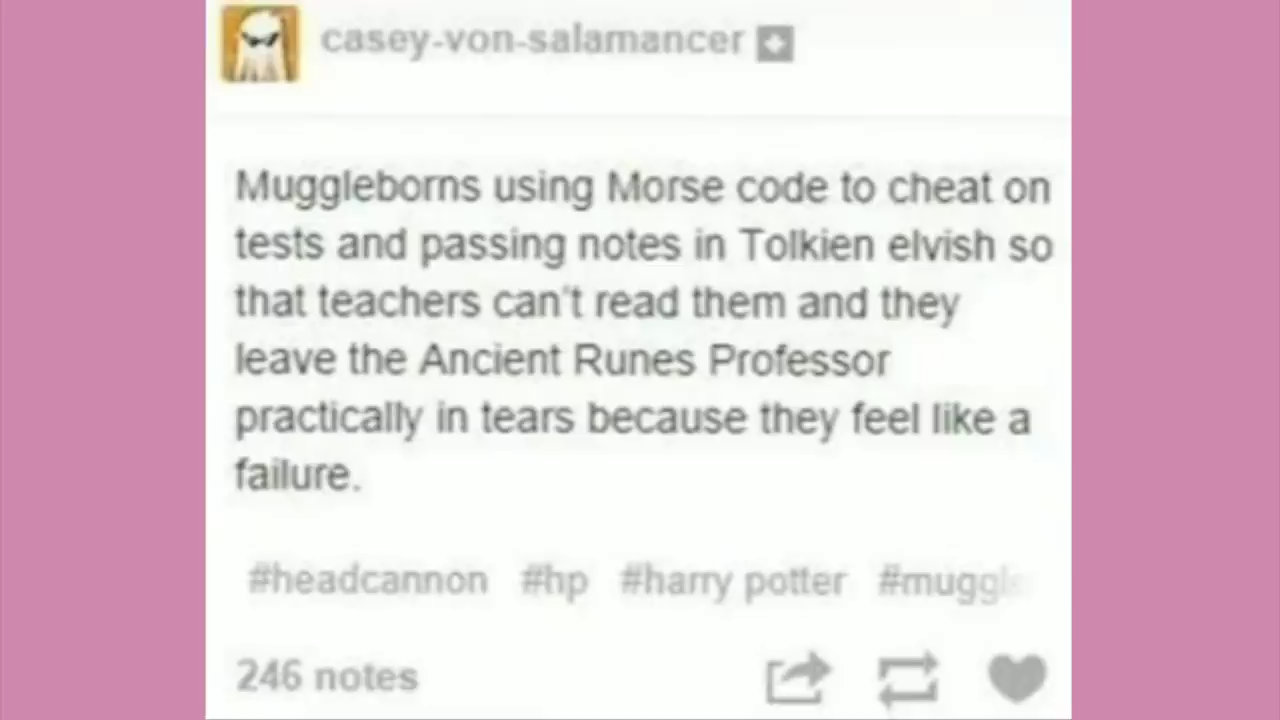 casey-von-salamancer
Muggleborns using Morse code to cheat on
tests and passing notes in Tolkien elvish so
that teachers can't read them and they
leave the Ancient Runes Professor
practically in tears because they feel like a
failure.
#headcannon #hp #harry potter #muggl
246 notes